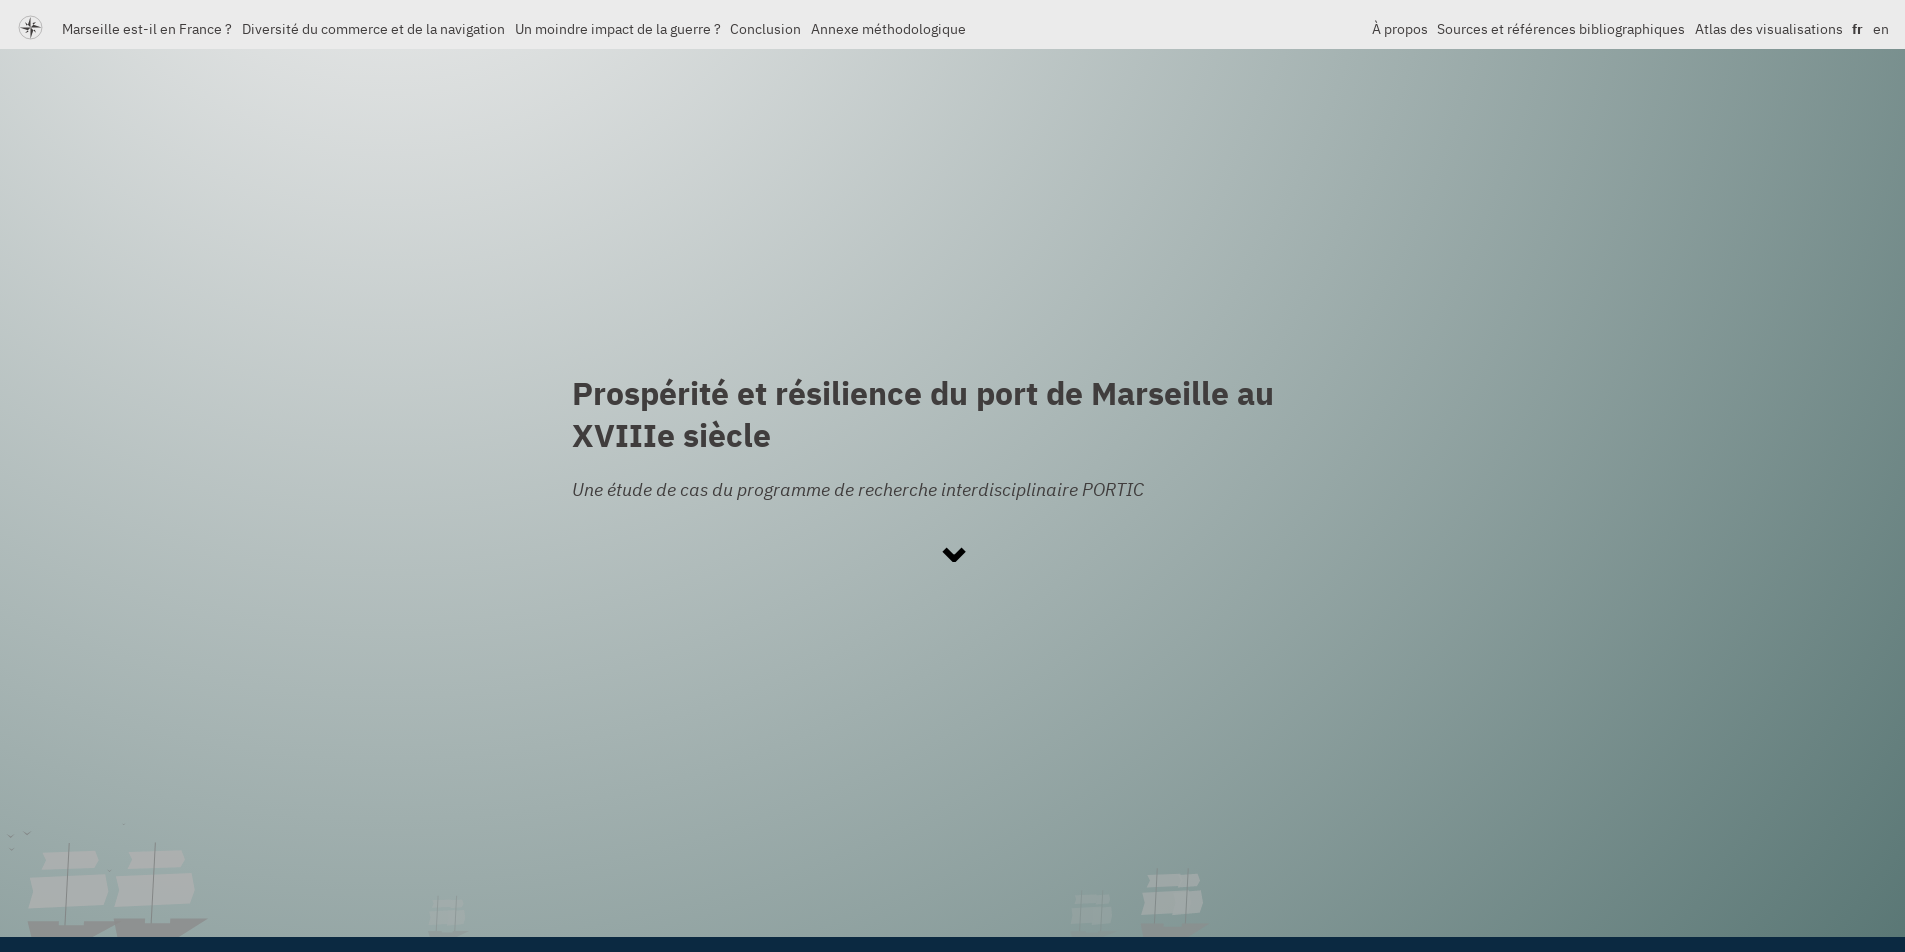 Marseille est-il en France ? Diversité du commerce et de la navigation Un moindre impact de la guerre ? Conclusion Annexe méthodologique À propos Sources et références bibliographiques Atlas des visualisations fr en
Prospérité et résilience du port de Marseille au
XVIIIe siècle
Une étude de cas du programme de recherche interdisciplinaire PORTIC